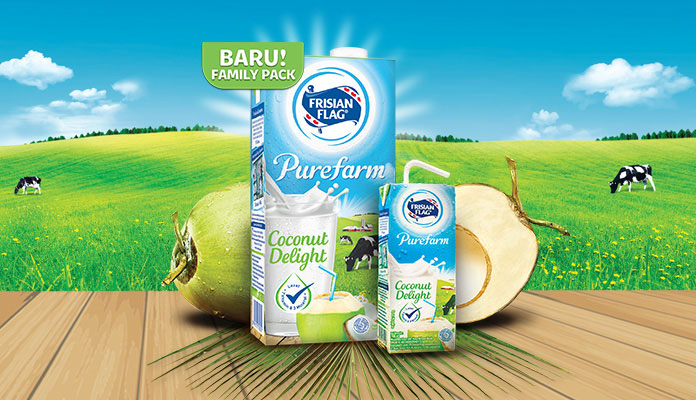 BARU!
FAMILY PACK
FRISIAN
FLAG®
Purefarm
Coconut
Delight
FRISIAN
FLAG
Purefarm
Coconut
Delight